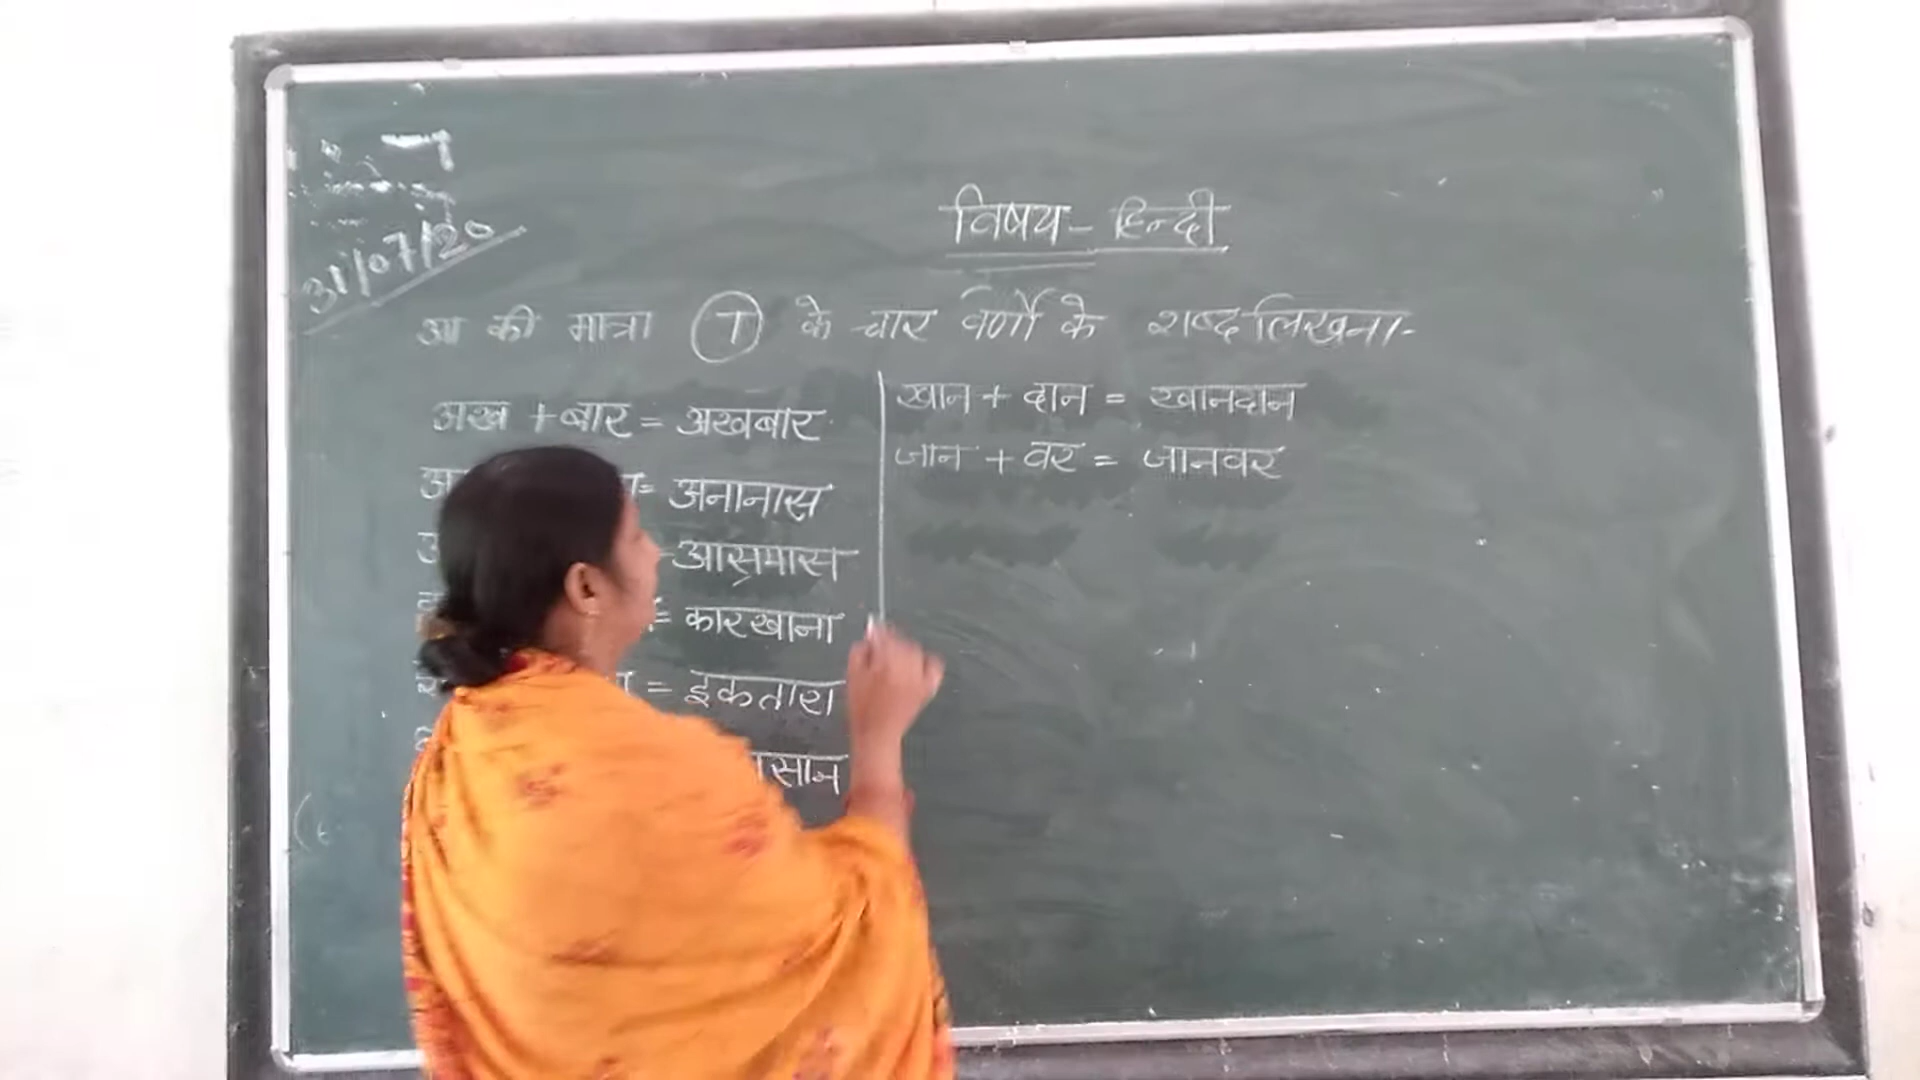 31/07/20
विषय - हिन्दी
आ की मात्रा (ा) के चार वर्णों के शब्द लिखना-
अख + बार = अखबार
= अनानास
= आसमास
= कारखाना
= इकतारा
खान + दान = खानदान
जान + वर = जानवर